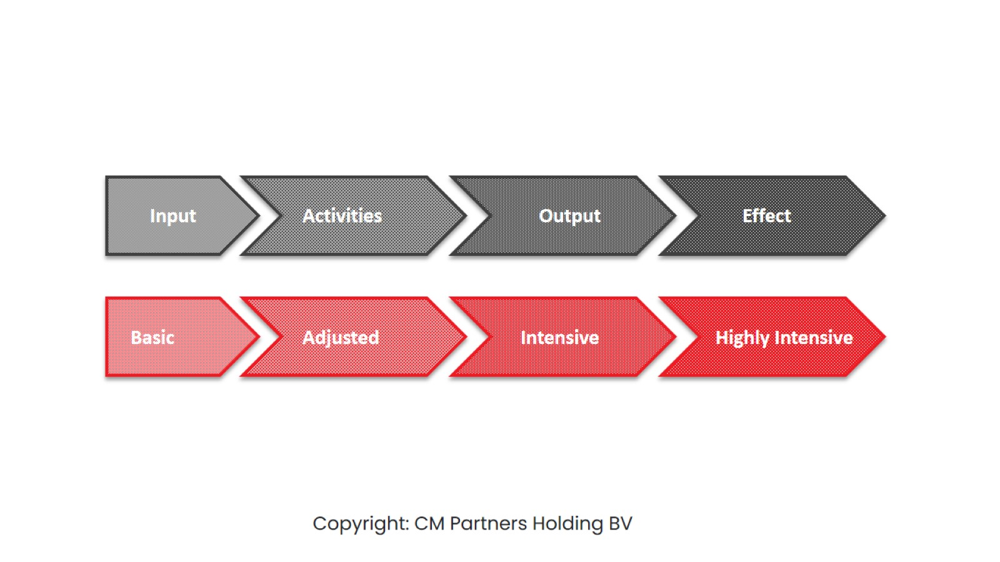 Input
Activities
Output
Effect
Basic
Adjusted
Intensive
Highly Intensive
Copyright: CM Partners Holding BV